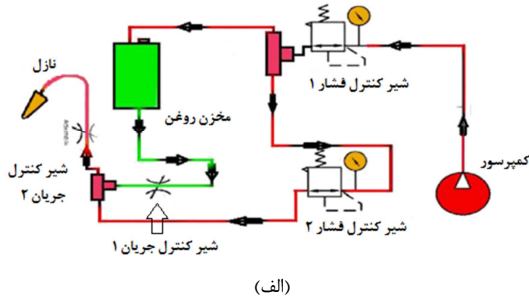 نازل
شیر کنترل فشار ۱
مخزن روغن
کمپرسور
شیر کنترل
جریان ۲
شیر کنترل فشار ۲
شیر کنترل جریان ۱
(الف)